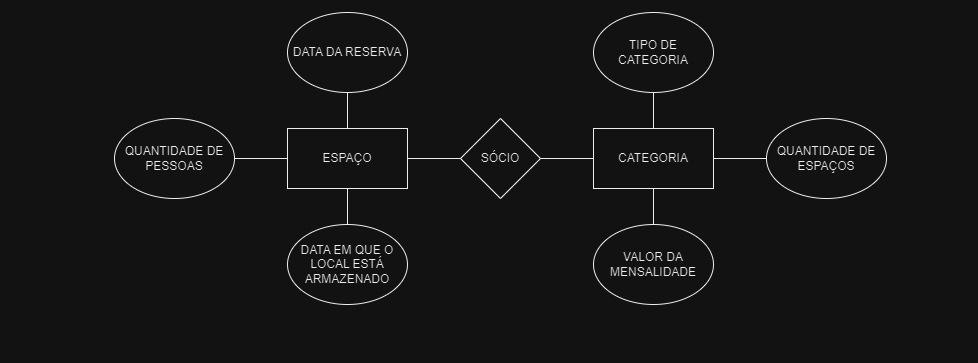 DATA DA RESERVA
TIPO DE
CATEGORIA
QUANTIDADE DE
PESSOAS
ESPAÇO
SÓCIO
CATEGORIA
QUANTIDADE DE
ESPAÇOS
DATA EM QUE O
LOCAL ESTÁ
ARMAZENADO
VALOR DA
MENSALIDADE